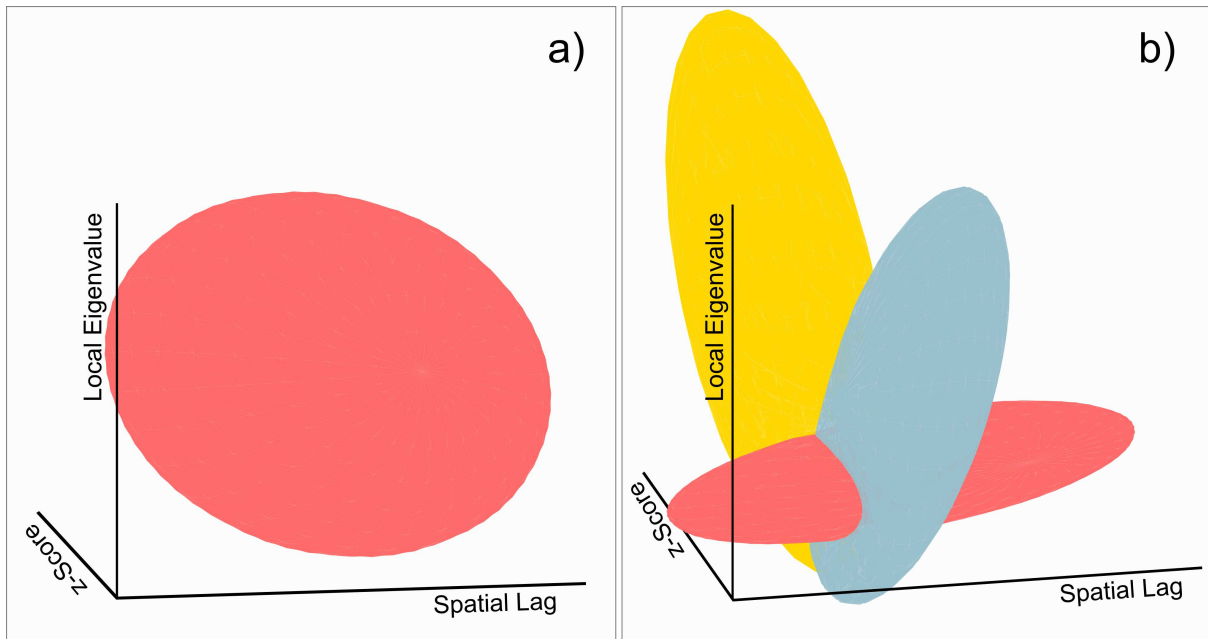 a)
Local Eigenvalue
z-Score
Spatial Lag
b)
Local Eigenvalue
z-Score
Spatial Lag